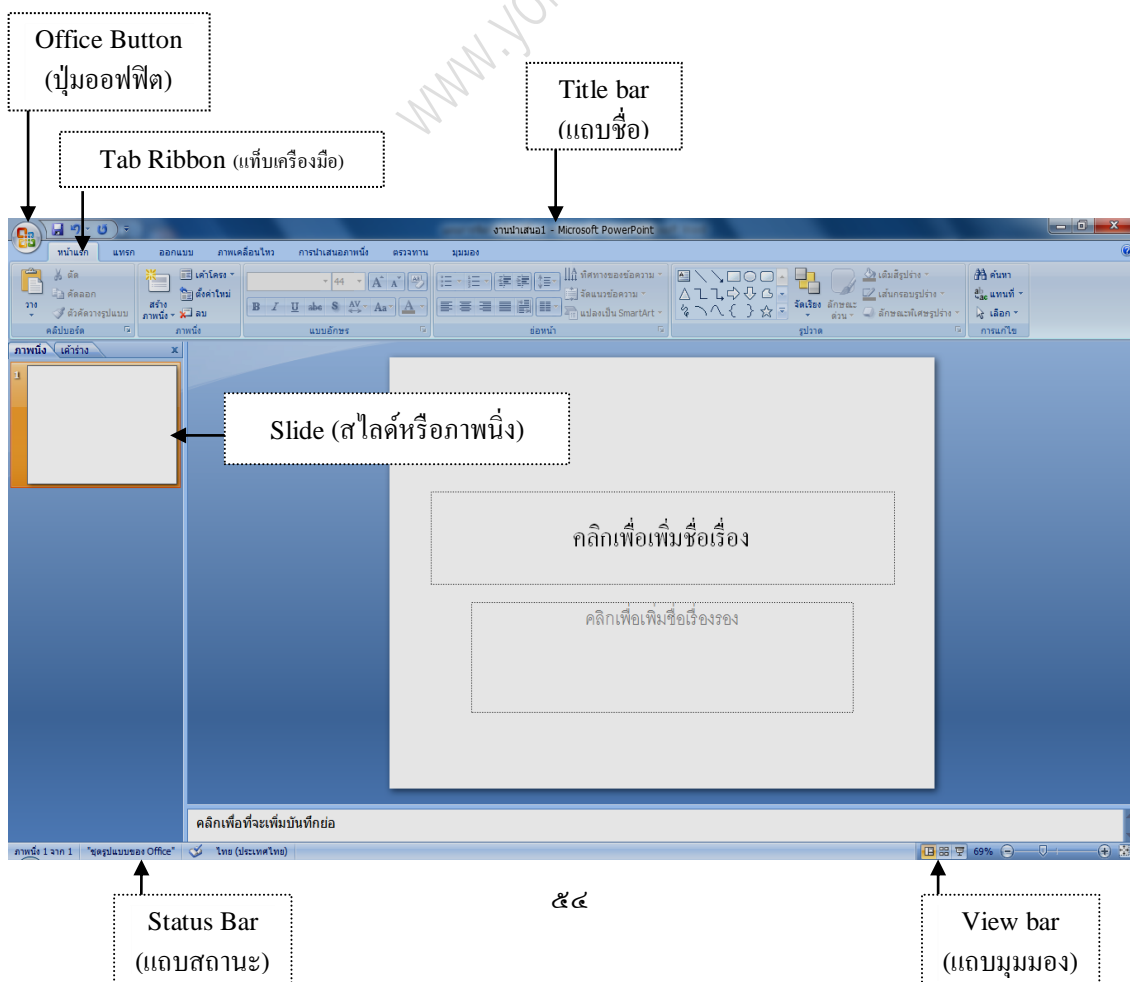 www.yo
Office Button
(ปุ่มออฟฟิต)
Title bar
(แถบชื่อ)
Tab Ribbon (แท็บเครืองมือ)
งานนำเสนอ1 - Microsoft PowerPoint
หน้าแรก แทรก ออกแบบ ภาพเคลื่อนไหว การนำเสนอภาพนิ่ง ตรวจทาน มุมมอง
วาง
ตัด
คัดลอก
ตัวคัดวางรูปแบบ
คลิปบอร์ด
สร้าง
ภาพนิ่ง
เค้าโครง
ตั้งค่าใหม่
ลบ
ภาพนิ่ง
44
B I U abc S AV Aa A
แบบอักษร
ทิศทางของข้อความ
จัดแนวข้อความ
แปลงเป็น SmartArt
ย่อหน้า
จัดเรียง
ลักษณะ
ด่วน
เติมสีรูปร่าง
เส้นกรอบรูปร่าง
ลักษณะพิเศษรูปร่าง
รูปวาด
ค้นหา
แทนที่
เลือก
การแก้ไข
ภาพนิ่ง เค้าร่าง x
1
Slide (สไลด์หรือภาพนิ่ง)
คลิกเพื่อเพิ่มชื่อเรื่อง
คลิกเพื่อเพิ่มชื่อเรื่องรอง
คลิกเพื่อที่จะเพิ่มบันทึกย่อ
ภาพนิ่ง 1 จาก 1 "ชุดรูปแบบของ Office" ไทย (ประเทศไทย) 69%
๕๔
Status Bar
(แถบสถานะ)
View bar
(แถบมุมมอง)